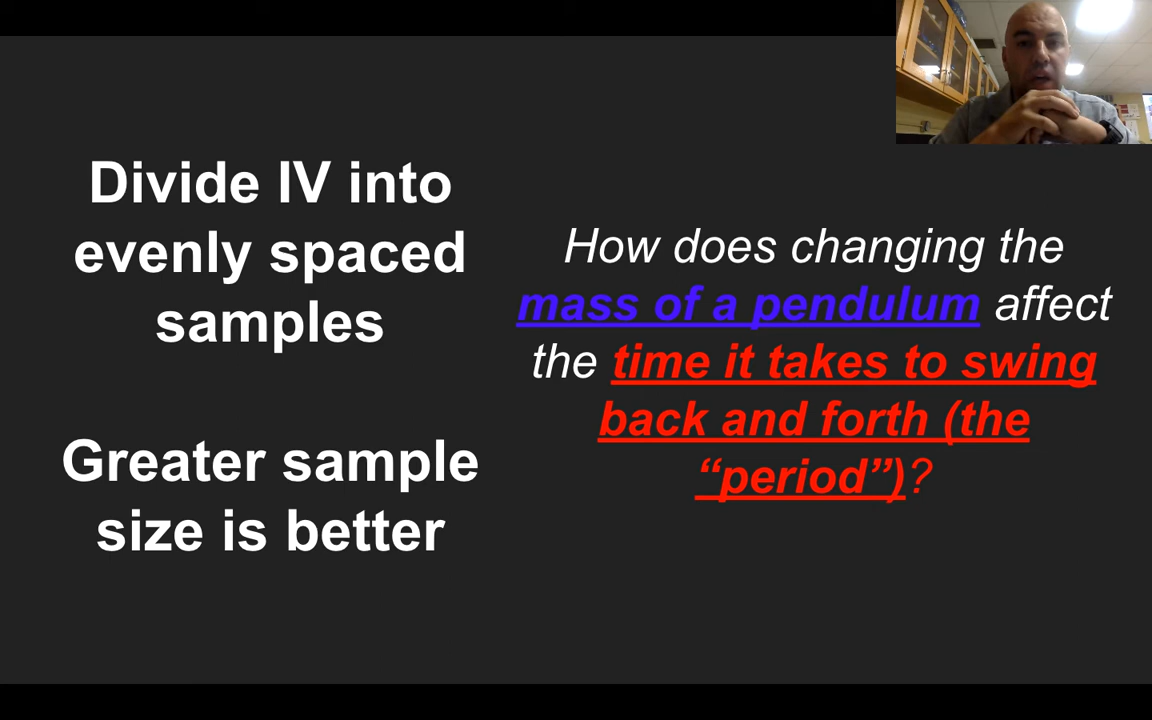 Divide IV into
evenly spaced
samples
Greater sample
size is better
How does changing the
mass of a pendulum affect
the time it takes to swing
back and forth (the
“period”)?